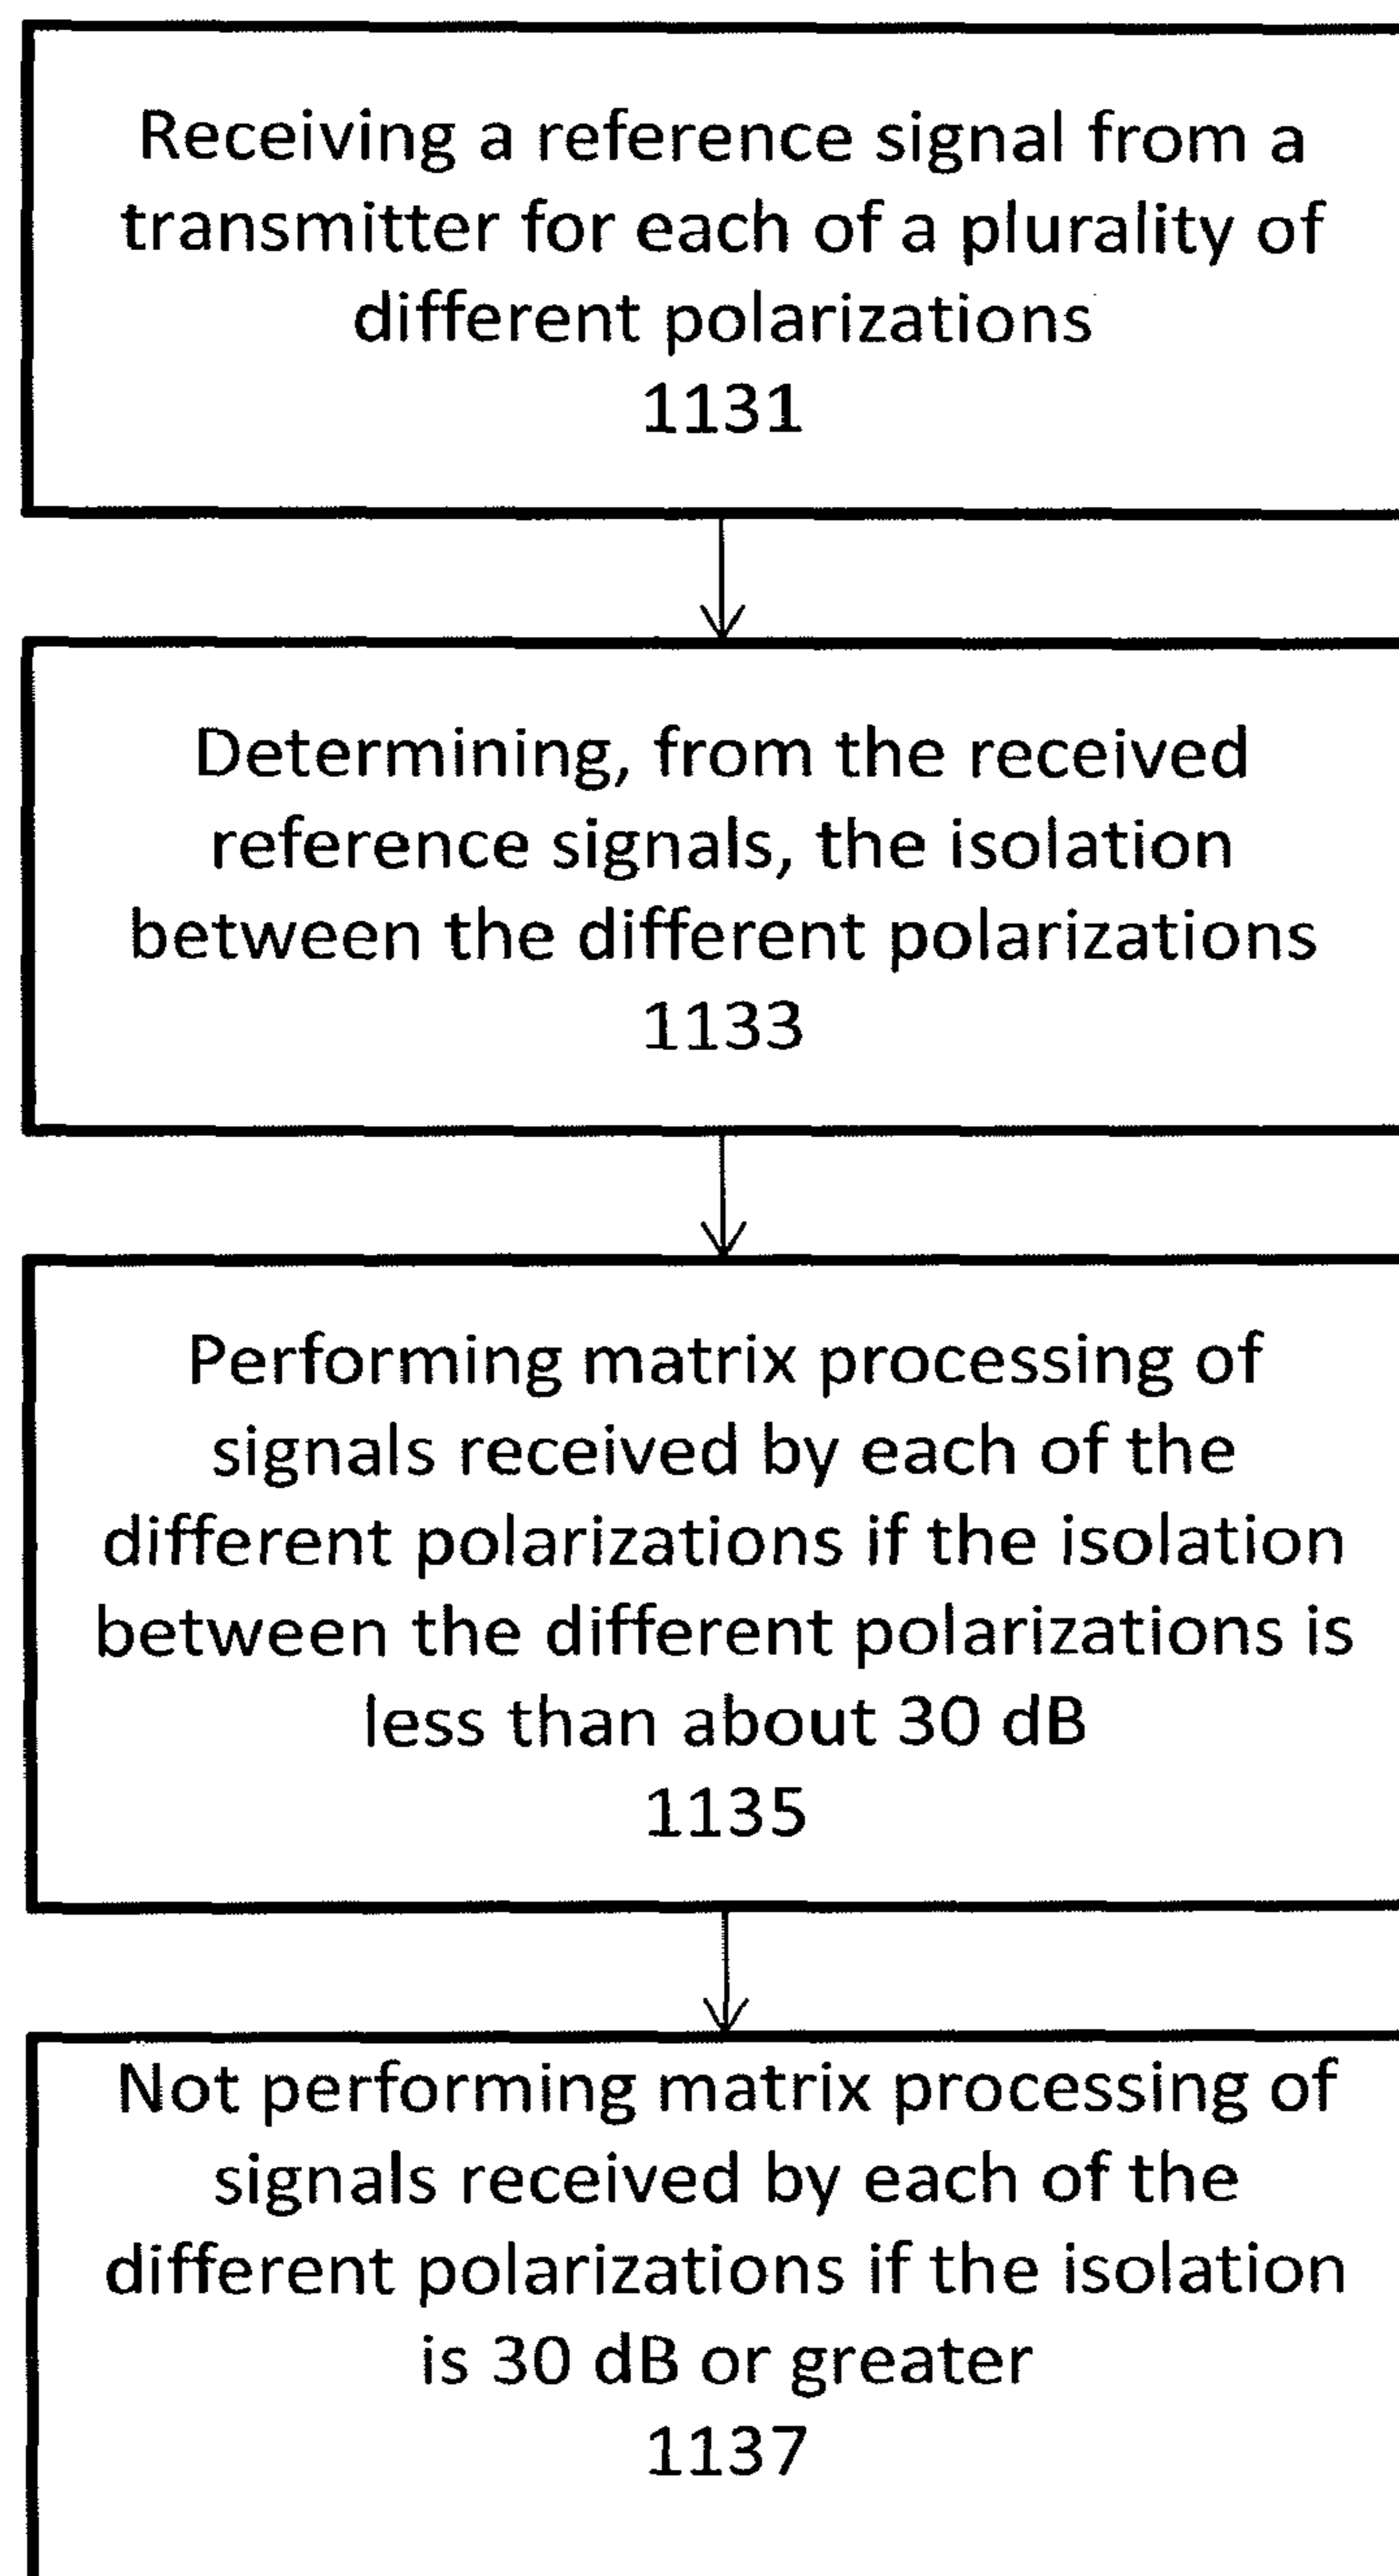 Receiving a reference signal from a
transmitter for each of a plurality of
different polarizations
1131
Determining, from the received
reference signals, the isolation
between the different polarizations
1133
Performing matrix processing of
signals received by each of the
different polarizations if the isolation
between the different polarizations is
less than about 30 dB
1135
Not performing matrix processing of
signals received by each of the
different polarizations if the isolation
is 30 dB or greater
1137